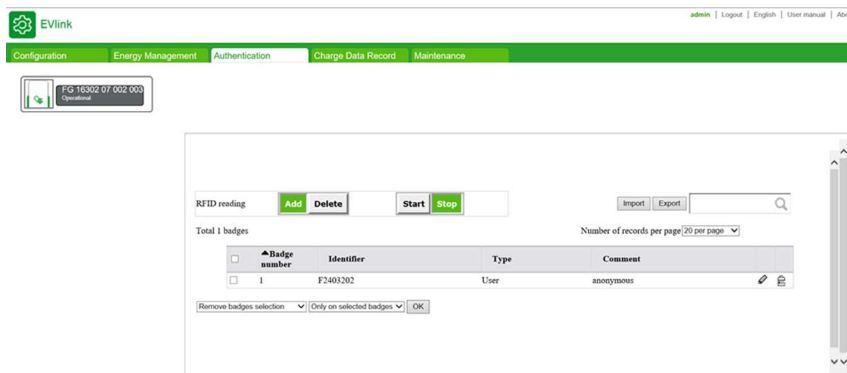 admin | Logout | English | User manual |
EVlink
Configuration Energy Management Authentication Charge Data Record Maintenance
FG 16302 07 002 003
Operational
RFID reading Add Delete Start Stop Import Export
Total 1 badges Number of records per page 20 per page
Badge number Identifier Type Comment
1 F2403202 User anonymous
Remove badges selection Only on selected badges OK